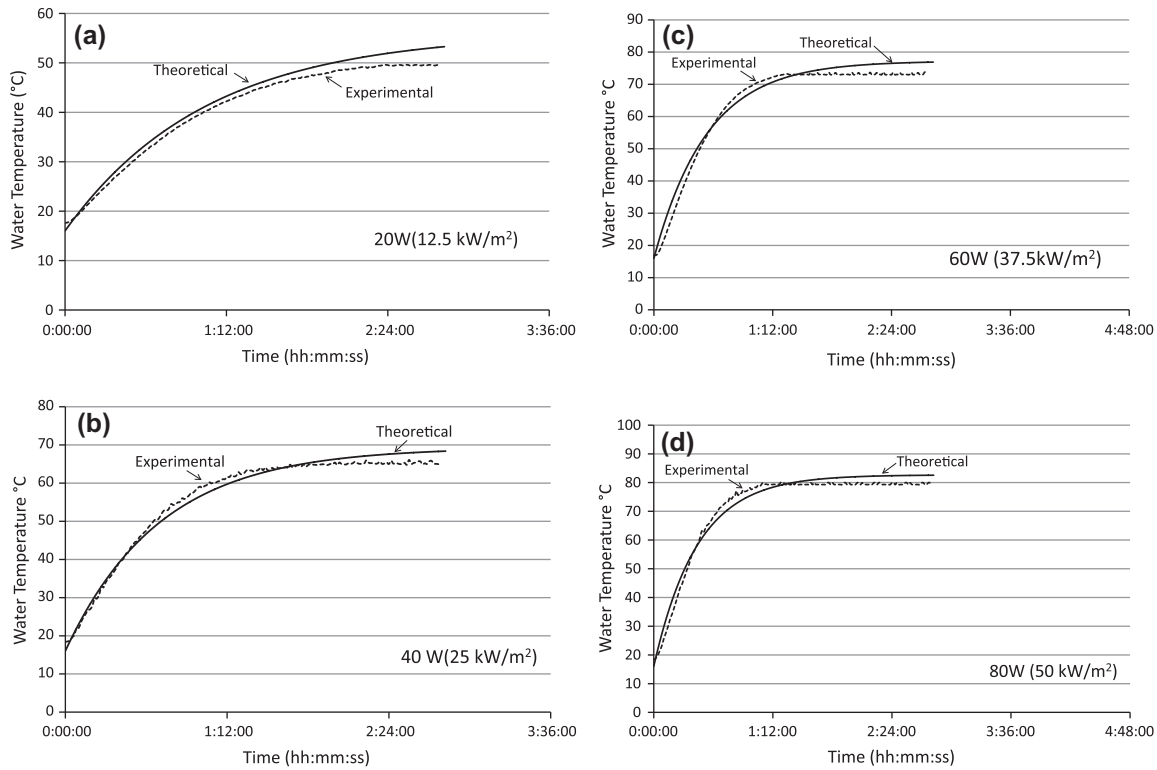 (a)
60
50
40
30
20
10
0
Water Temperature (°C)
Theoretical
Experimental
20W(12.5 kW/m²)
0:00:00 1:12:00 2:24:00 3:36:00
Time (hh:mm:ss)
(c)
90
80
70
60
50
40
30
20
10
0
Water Temperature °C
Theoretical
Experimental
60W (37.5kW/m²)
0:00:00 1:12:00 2:24:00 3:36:00 4:48:00
Time (hh:mm:ss)
(b)
80
70
60
50
40
30
20
10
0
Water Temperature °C
Theoretical
Experimental
40 W(25 kW/m²)
0:00:00 1:12:00 2:24:00 3:36:00
Time (hh:mm:ss)
(d)
100
90
80
70
60
50
40
30
20
10
0
Water Temperature °C
Theoretical
Experimental
80W (50 kW/m²)
0:00:00 1:12:00 2:24:00 3:36:00 4:48:00
Time (hh:mm:ss)